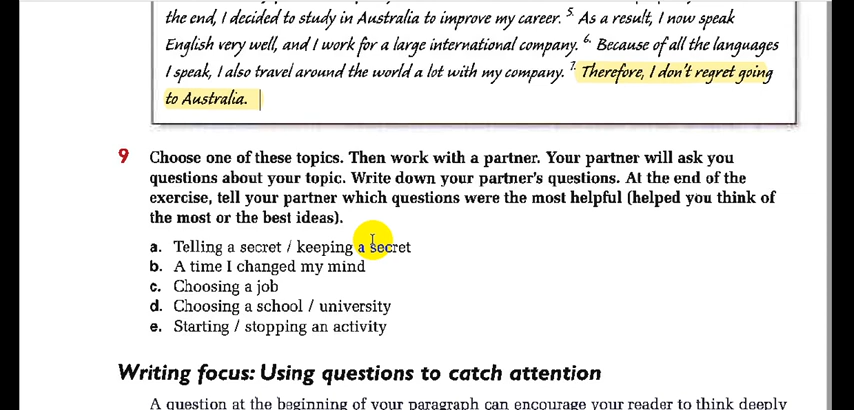 the end, I decided to study in Australia to improve my career. 5. As a result, I now speak
English very well, and I work for a large international company. 6. Because of all the languages
I speak, I also travel around the world a lot with my company. 7. Therefore, I don't regret going
to Australia.
9 Choose one of these topics. Then work with a partner. Your partner will ask you
questions about your topic. Write down your partner's questions. At the end of the
exercise, tell your partner which questions were the most helpful (helped you think of
the most or the best ideas).
a. Telling a secret / keeping a secret
b. A time I changed my mind
c. Choosing a job
d. Choosing a school / university
e. Starting / stopping an activity
Writing focus: Using questions to catch attention
A question at the beginning of your paragraph can encourage your reader to think deeply